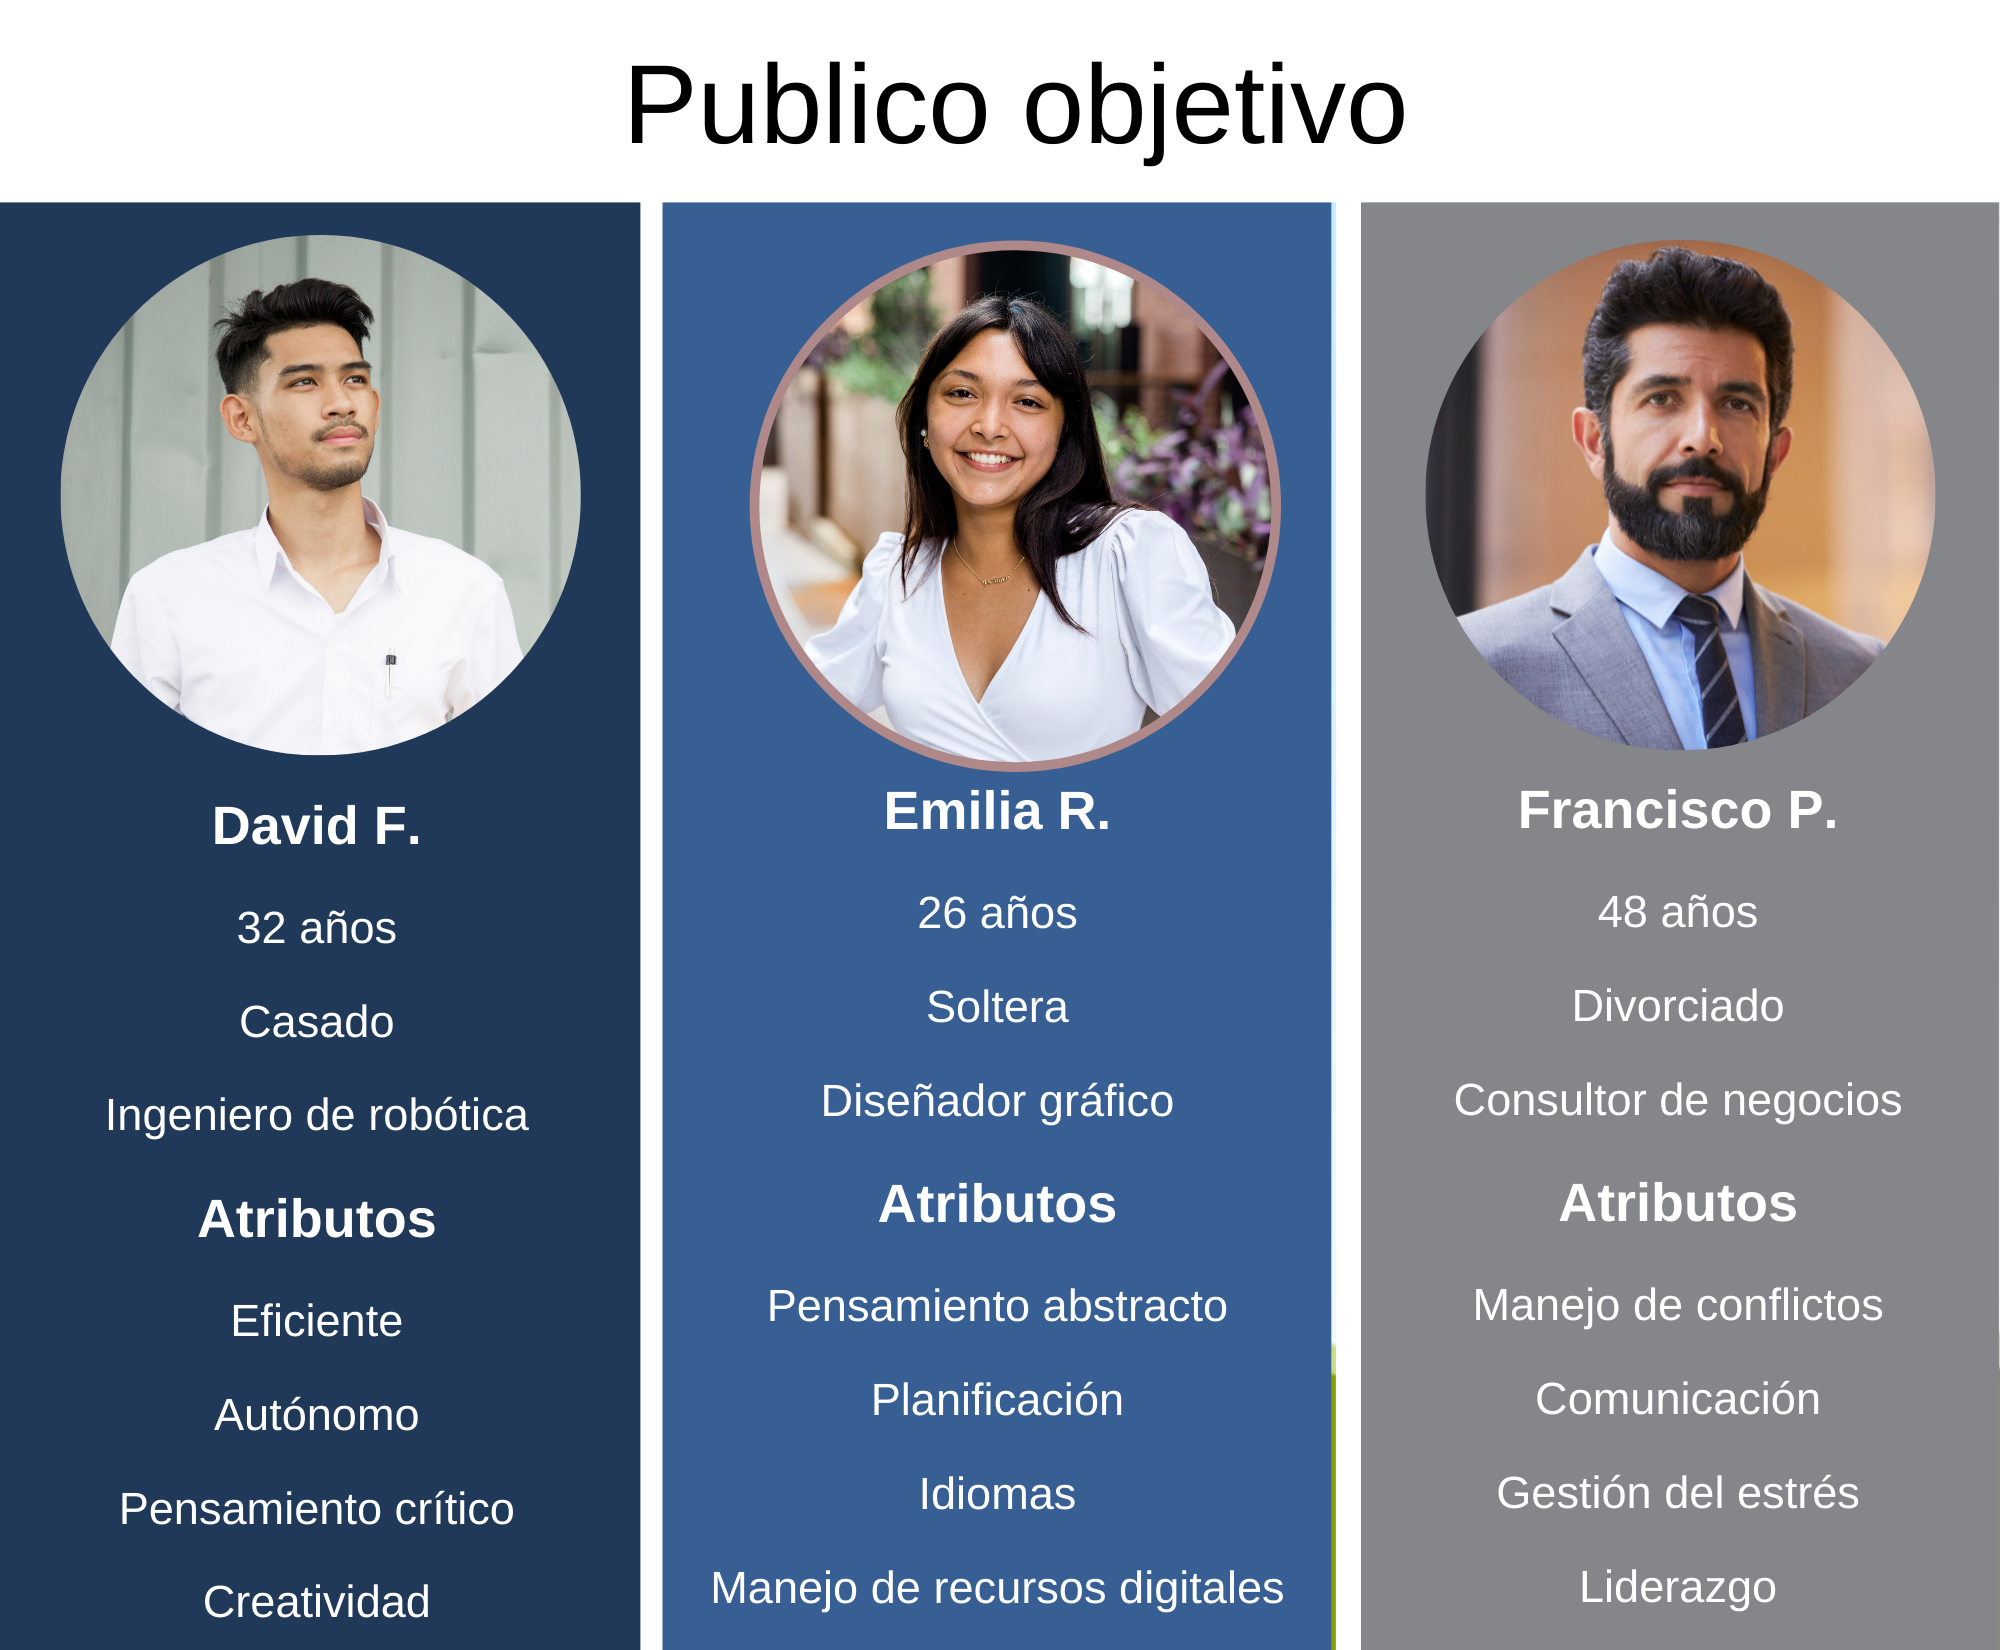 Publico objetivo
David F.
32 años
Casado
Ingeniero de robótica
Atributos
Eficiente
Autónomo
Pensamiento crítico
Creatividad
Emilia R.
26 años
Soltera
Diseñador gráfico
Atributos
Pensamiento abstracto
Planificación
Idiomas
Manejo de recursos digitales
Francisco P.
48 años
Divorciado
Consultor de negocios
Atributos
Manejo de conflictos
Comunicación
Gestión del estrés
Liderazgo